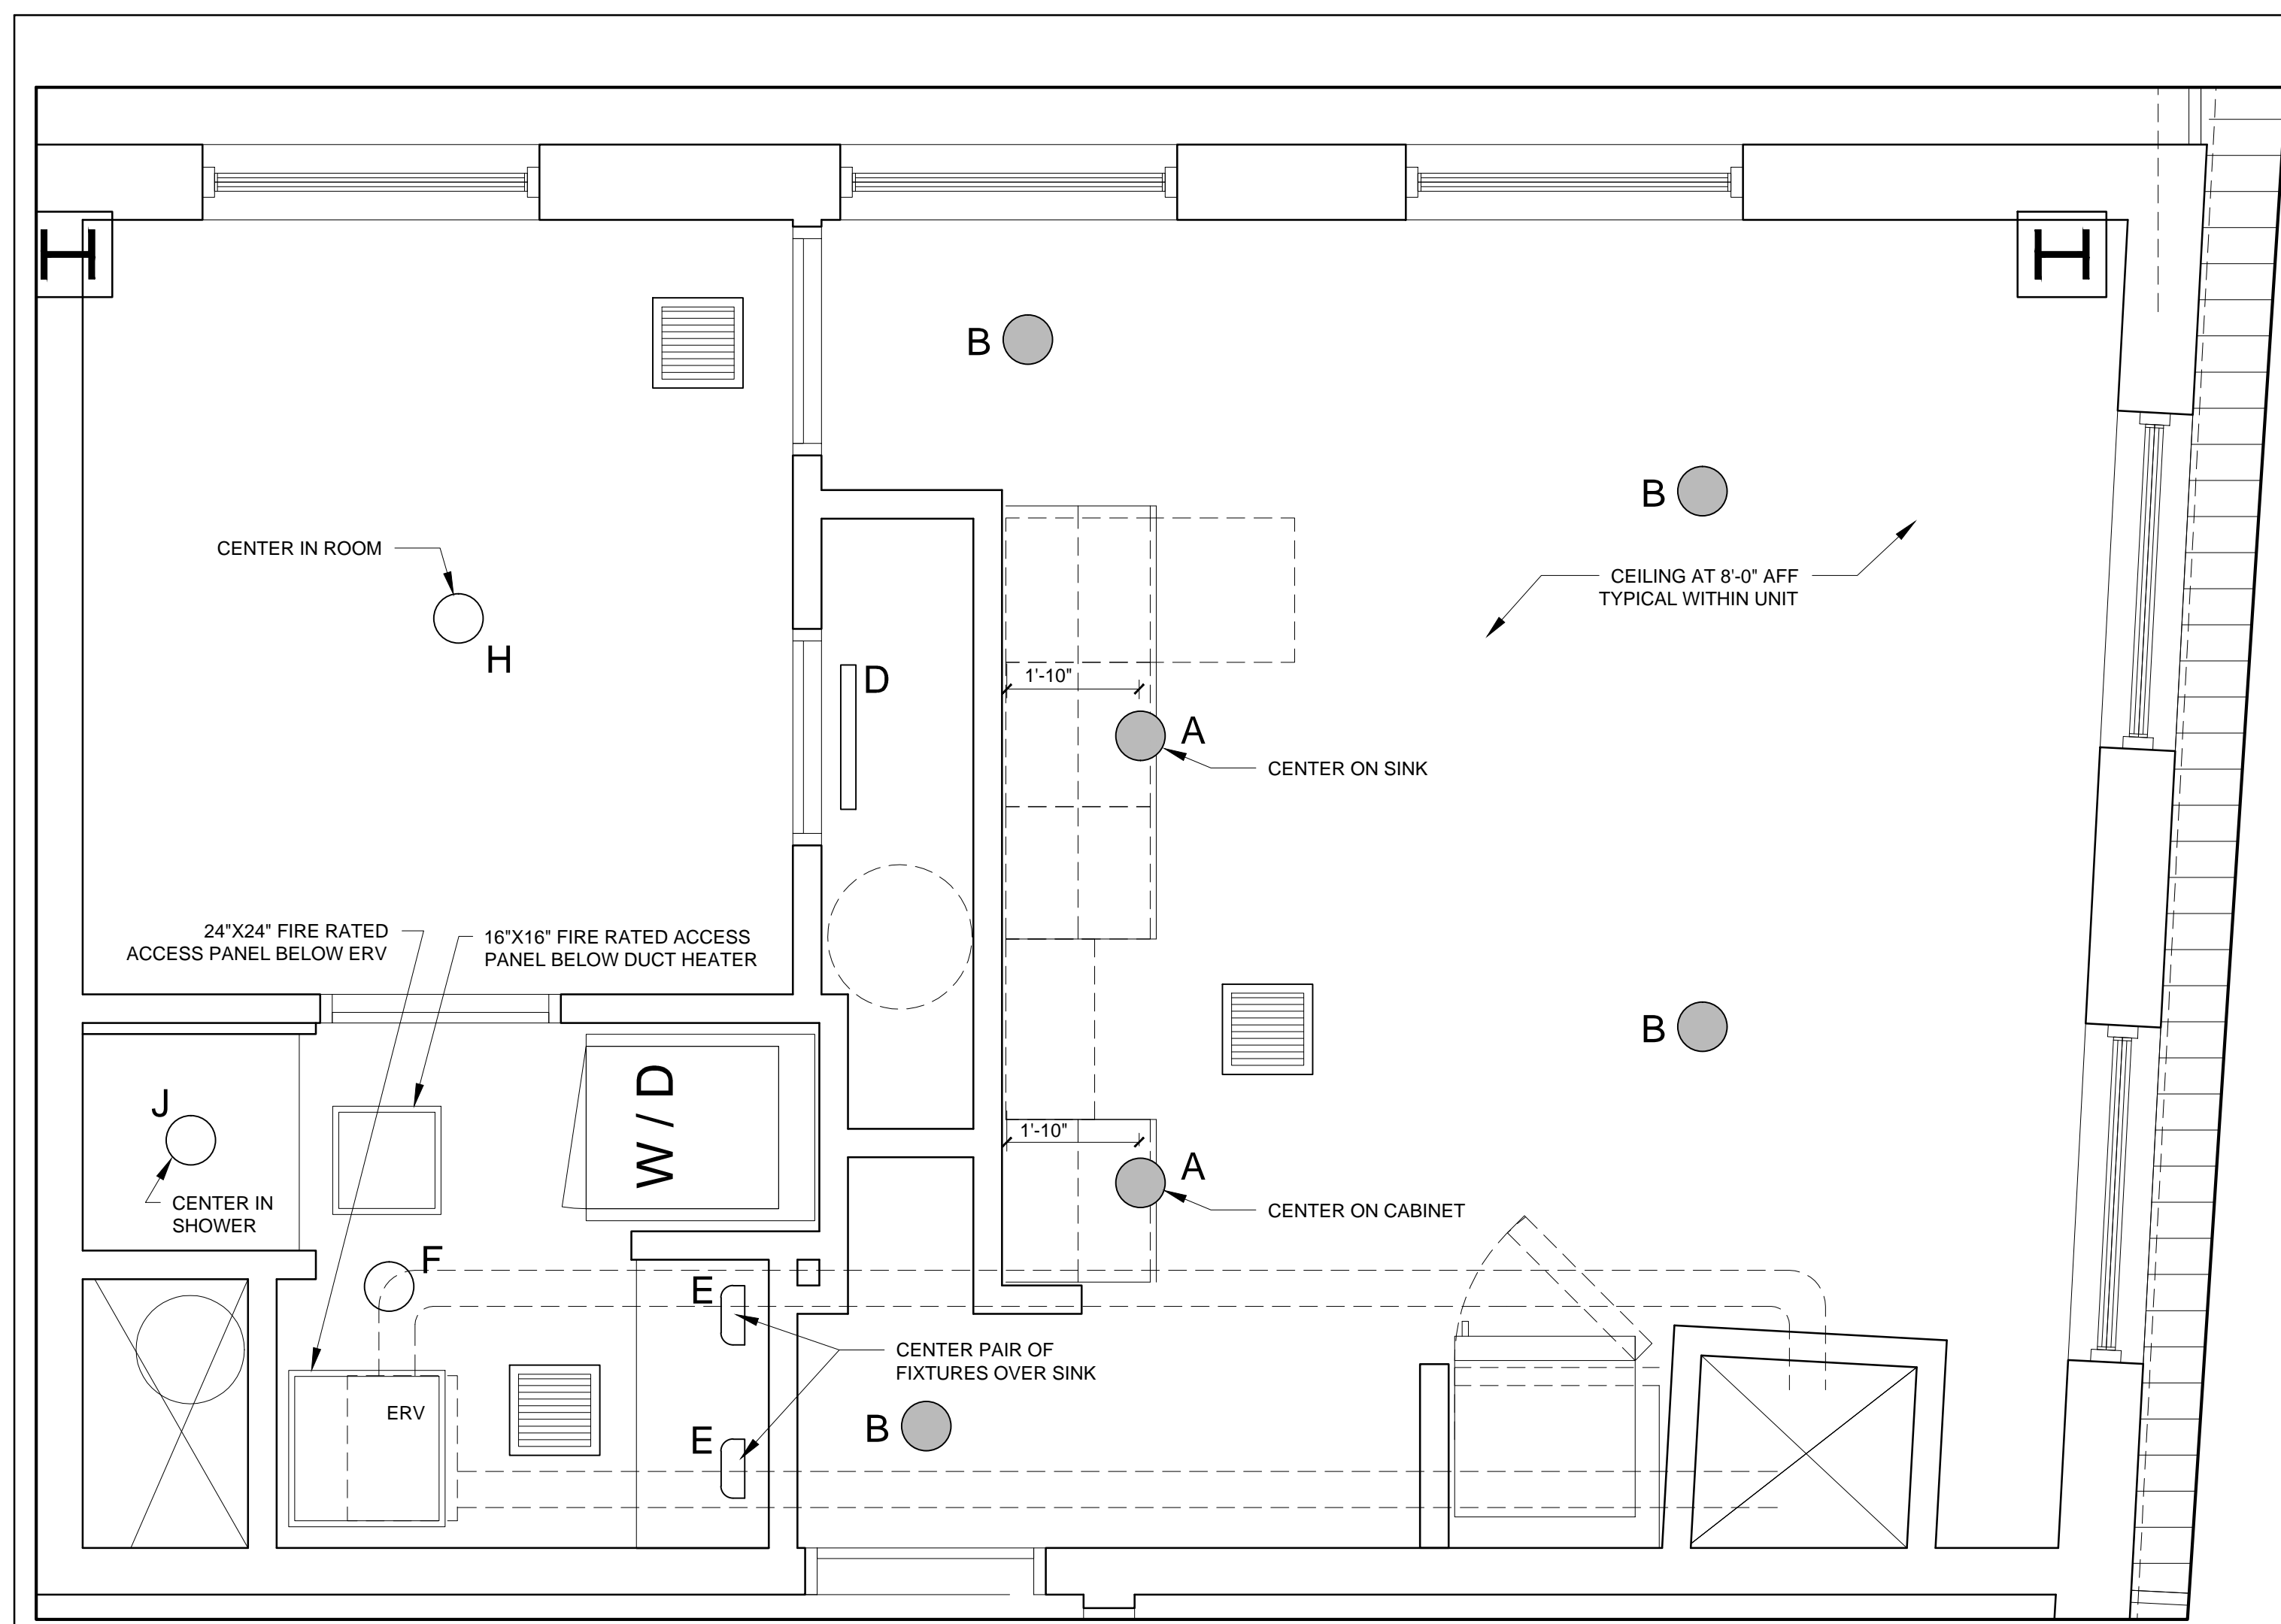 H
H
B
B
CENTER IN ROOM
H
CEILING AT 8'-0" AFF
TYPICAL WITHIN UNIT
D
1'-10"
A
CENTER ON SINK
24"X24" FIRE RATED
ACCESS PANEL BELOW ERV
16"X16" FIRE RATED ACCESS
PANEL BELOW DUCT HEATER
B
W / D
J
1'-10"
A
CENTER IN
SHOWER
CENTER ON CABINET
F
E
CENTER PAIR OF
FIXTURES OVER SINK
ERV
E
B